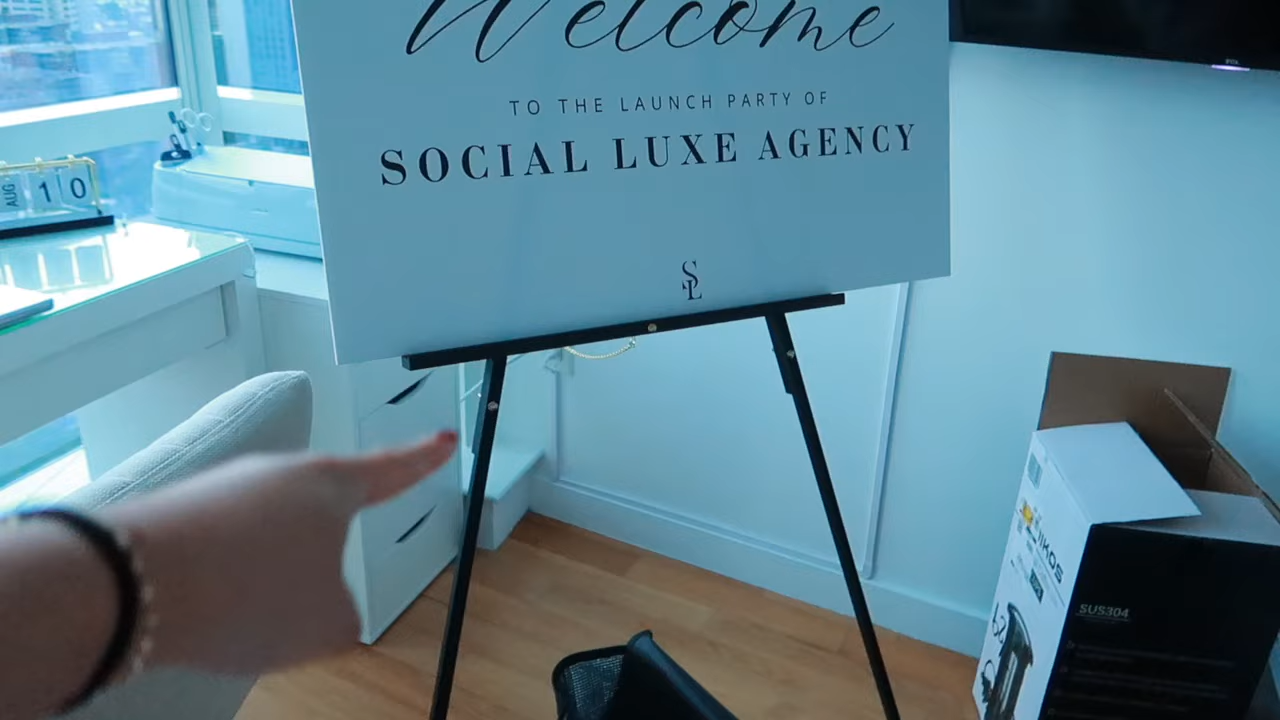 Welcome
TO THE LAUNCH PARTY OF
SOCIAL LUXE AGENCY
SL
AUG 10
SUS304